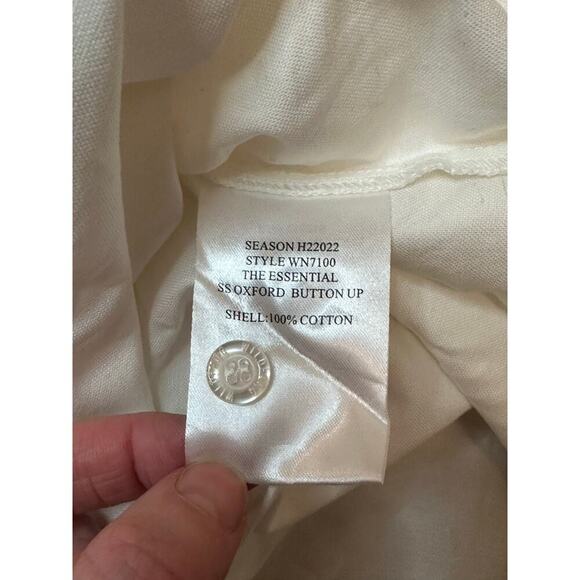 SEASON H22022
STYLE WN7100
THE ESSENTIAL
SS OXFORD BUTTON UP
SHELL:100% COTTON